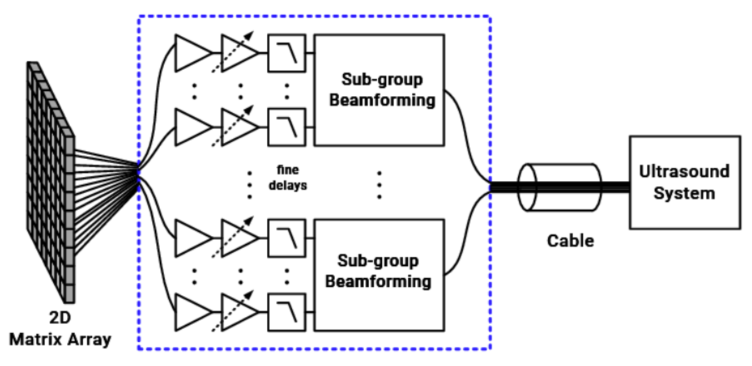 Sub-group
Beamforming
fine
delays
Sub-group
Beamforming
2D
Matrix Array
Cable
Ultrasound
System